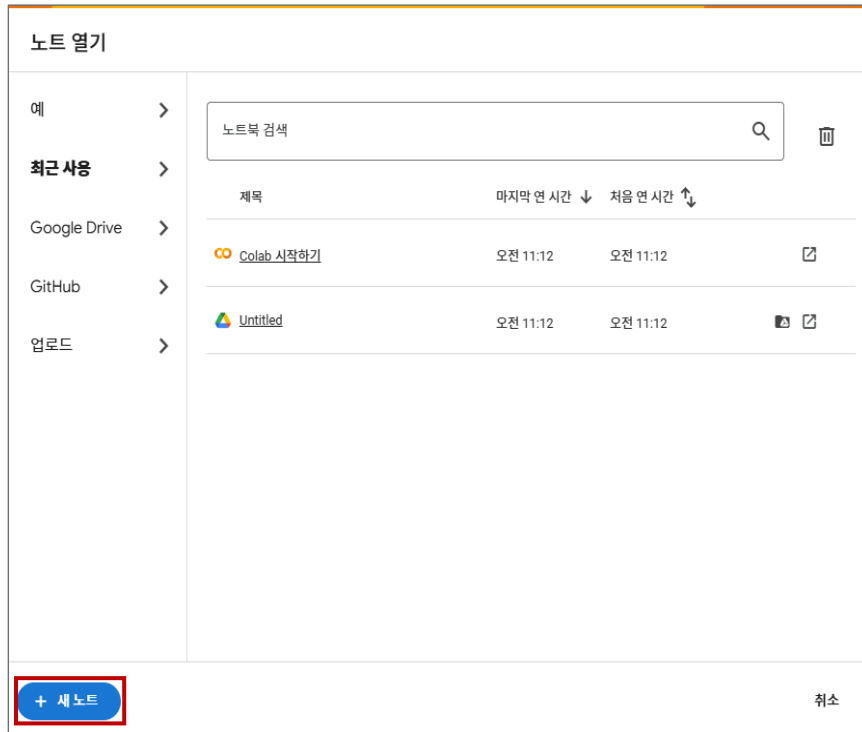 노트 열기
예
최근 사용
Google Drive
GitHub
업로드
노트북 검색
제목 마지막 연 시간 처음 연 시간
Colab 시작하기 오전 11:12 오전 11:12
Untitled 오전 11:12 오전 11:12
+ 새 노트 취소